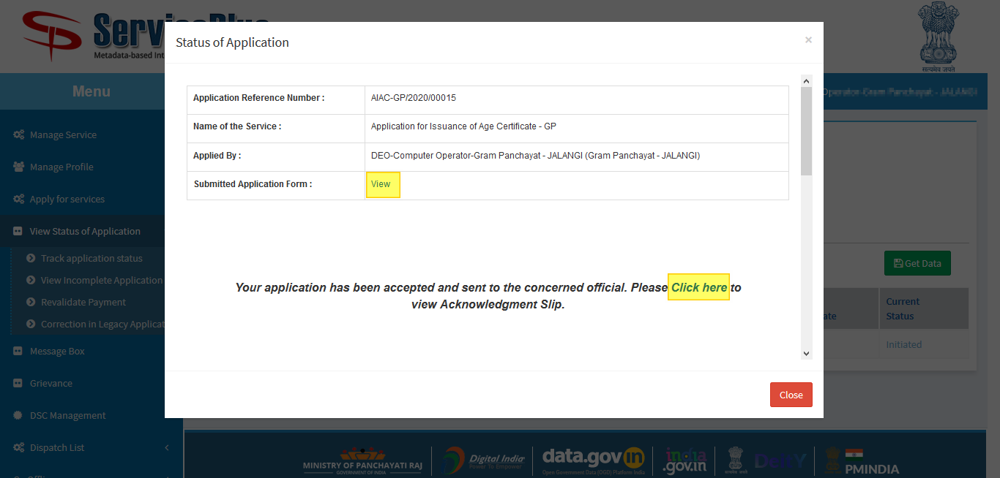 Metadata-based Int
सत्यमेव जयते
Status of Application
×
Menu
Manage Service
Manage Profile
Apply for services
View Status of Application
Track application status
View Incomplete Application
Revalidate Payment
Correction in Legacy Applicat
Message Box
Grievance
DSC Management
Dispatch List
Application Reference Number : AIAC-GP/2020/00015
Name of the Service : Application for Issuance of Age Certificate - GP
Applied By : DEO-Computer Operator-Gram Panchayat - JALANGI (Gram Panchayat - JALANGI)
Submitted Application Form : View
Your application has been accepted and sent to the concerned official. Please Click here to
view Acknowledgment Slip.
Get Data
ate
Current
Status
Initiated
Close
MINISTRY OF PANCHAYATI RAJ
GOVERNMENT OF INDIA
Digital India
Power To Empower
data.gov in
Open Government Data (OGD) Platform India
india
.gov.in
DeitY
PMINDIA